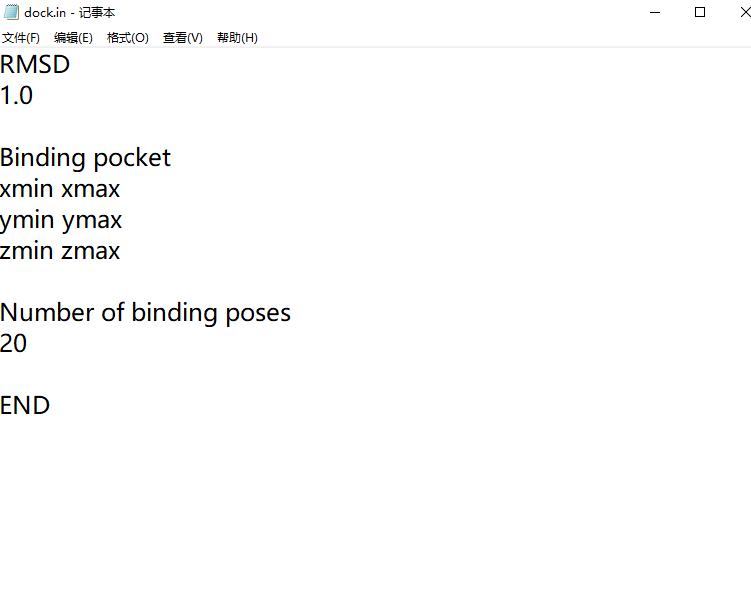 dock.in - 记事本
文件(F) 编辑(E) 格式(O) 查看(V) 帮助(H)
RMSD
1.0
Binding pocket
xmin xmax
ymin ymax
zmin zmax
Number of binding poses
20
END